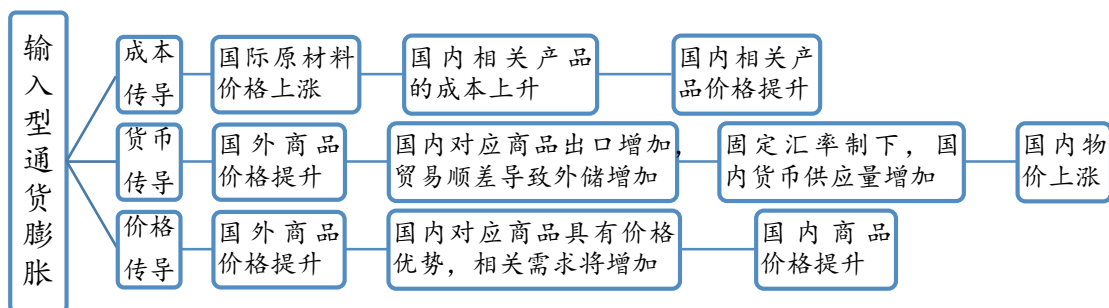 输入型通货膨胀
成本
传导
国际原材料
价格上涨
国内相关产品
的成本上升
国内相关产
品价格提升
货币
传导
国外商品
价格提升
国内对应商品出口增加,
贸易顺差导致外储增加
固定汇率制下，国
内货币供应量增加
国内物
价上涨
价格
传导
国外商品
价格提升
国内对应商品具有价格
优势，相关需求将增加
国内商品
价格提升